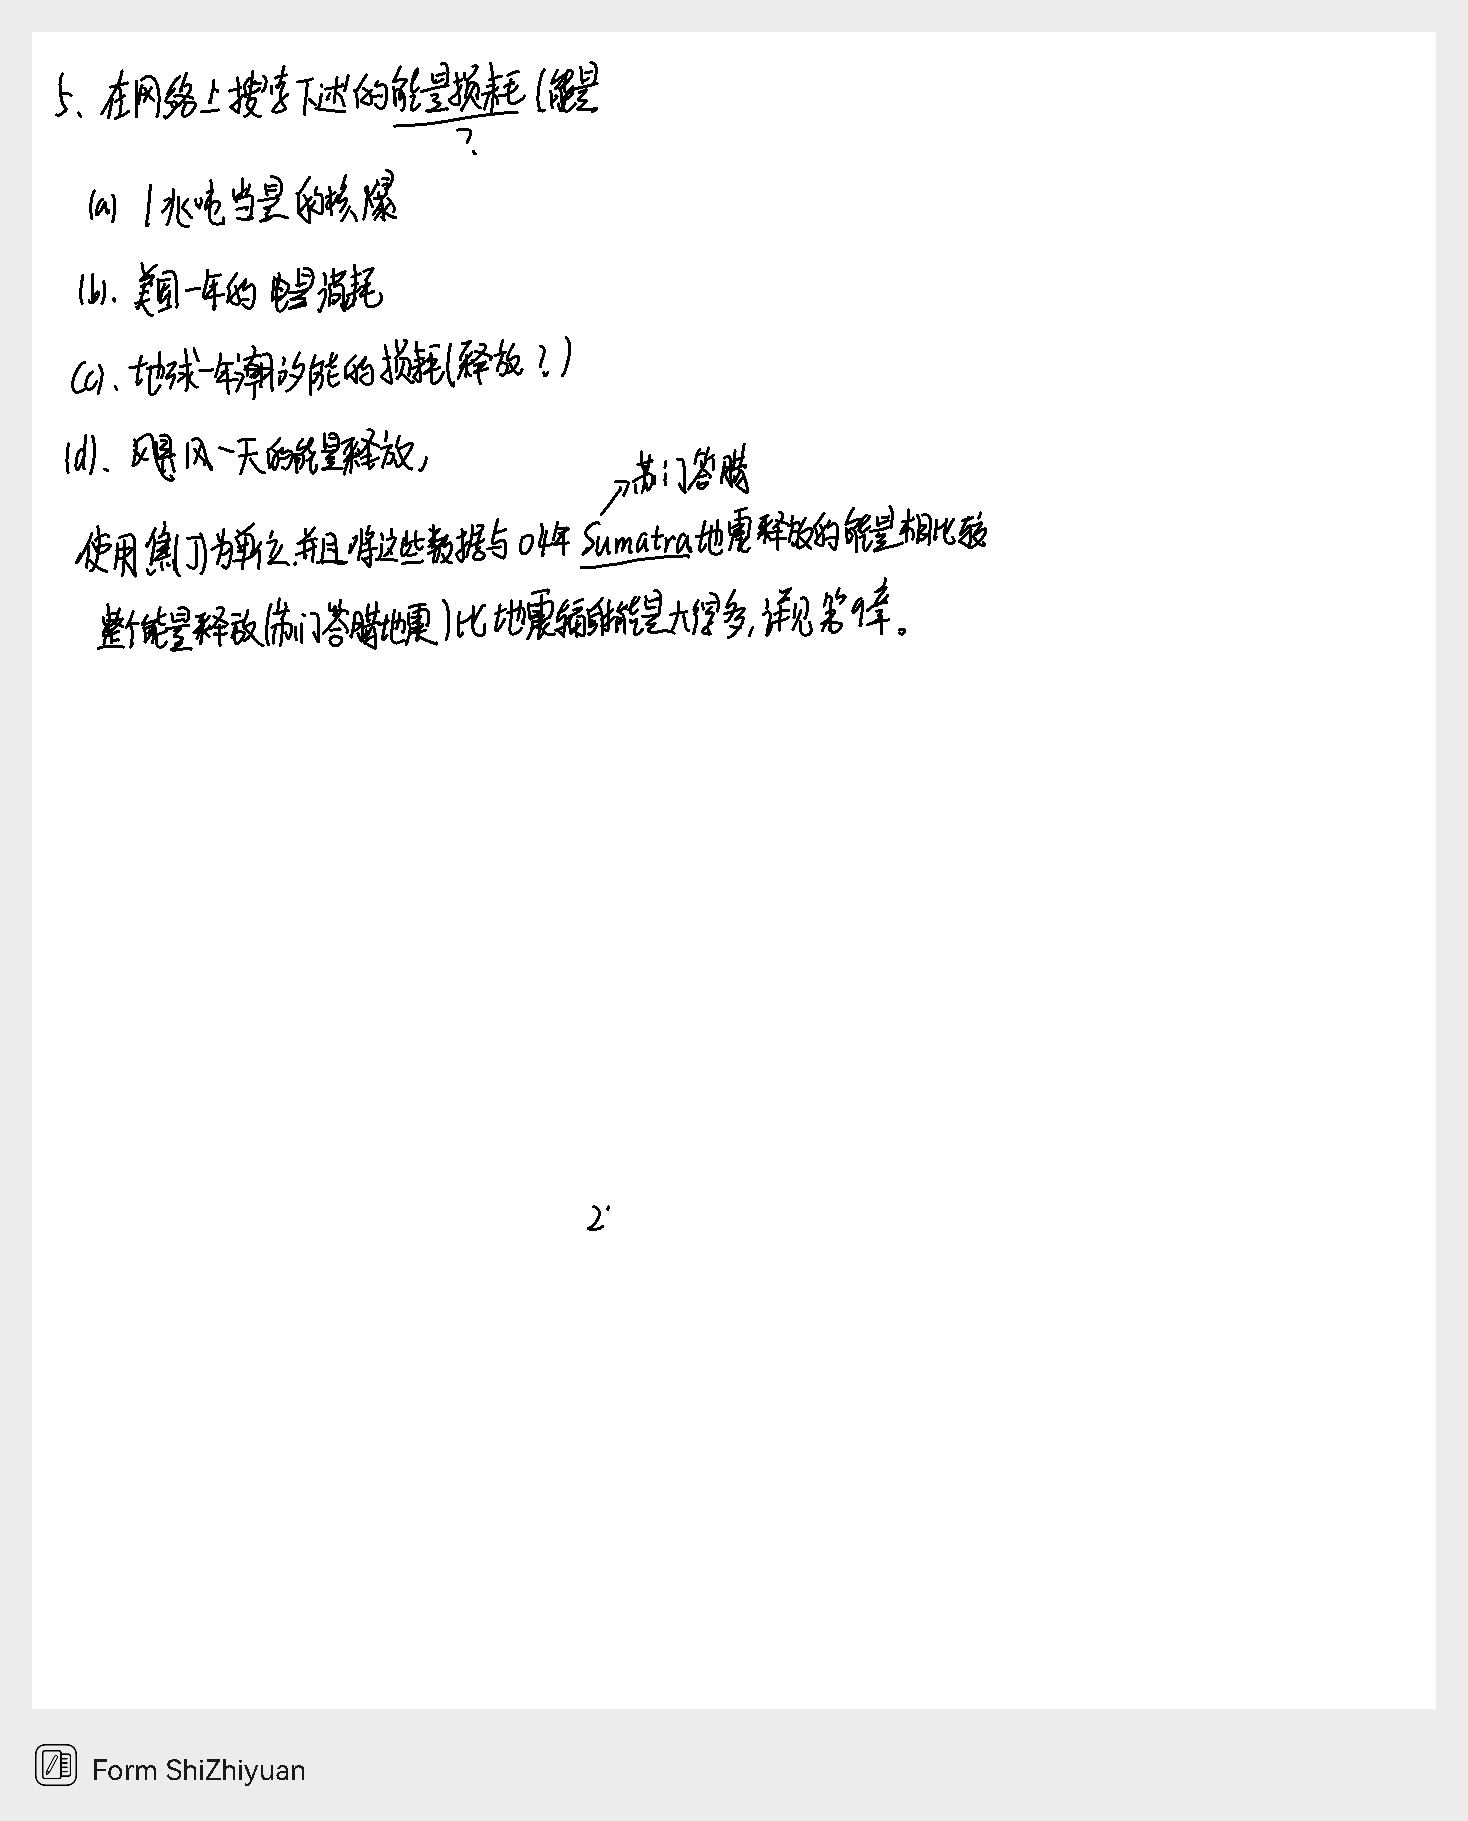 5、在网络上搜索下述的能量损耗(能量
?
(a) 1兆吨当量的核爆
(b). 美国一年的电量消耗
(c). 地球一年潮汐能的损耗(释放?)
(d)、飓风一天的能量释放,
苏门答腊
使用焦(J)为单位.并且将这些数据与04年Sumatra地震释放的能量相比较
整个能量释放(苏门答腊地震)比地震辐射能量大得多,详见第9章。
2
Form ShiZhiyuan